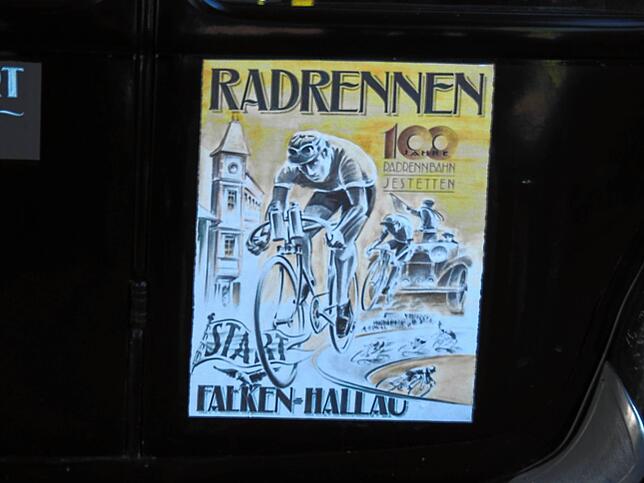 RADRENNEN
100
JAHRE
RADRENNBAHN
JESTETTEN
START
FALKEN-HALLAU